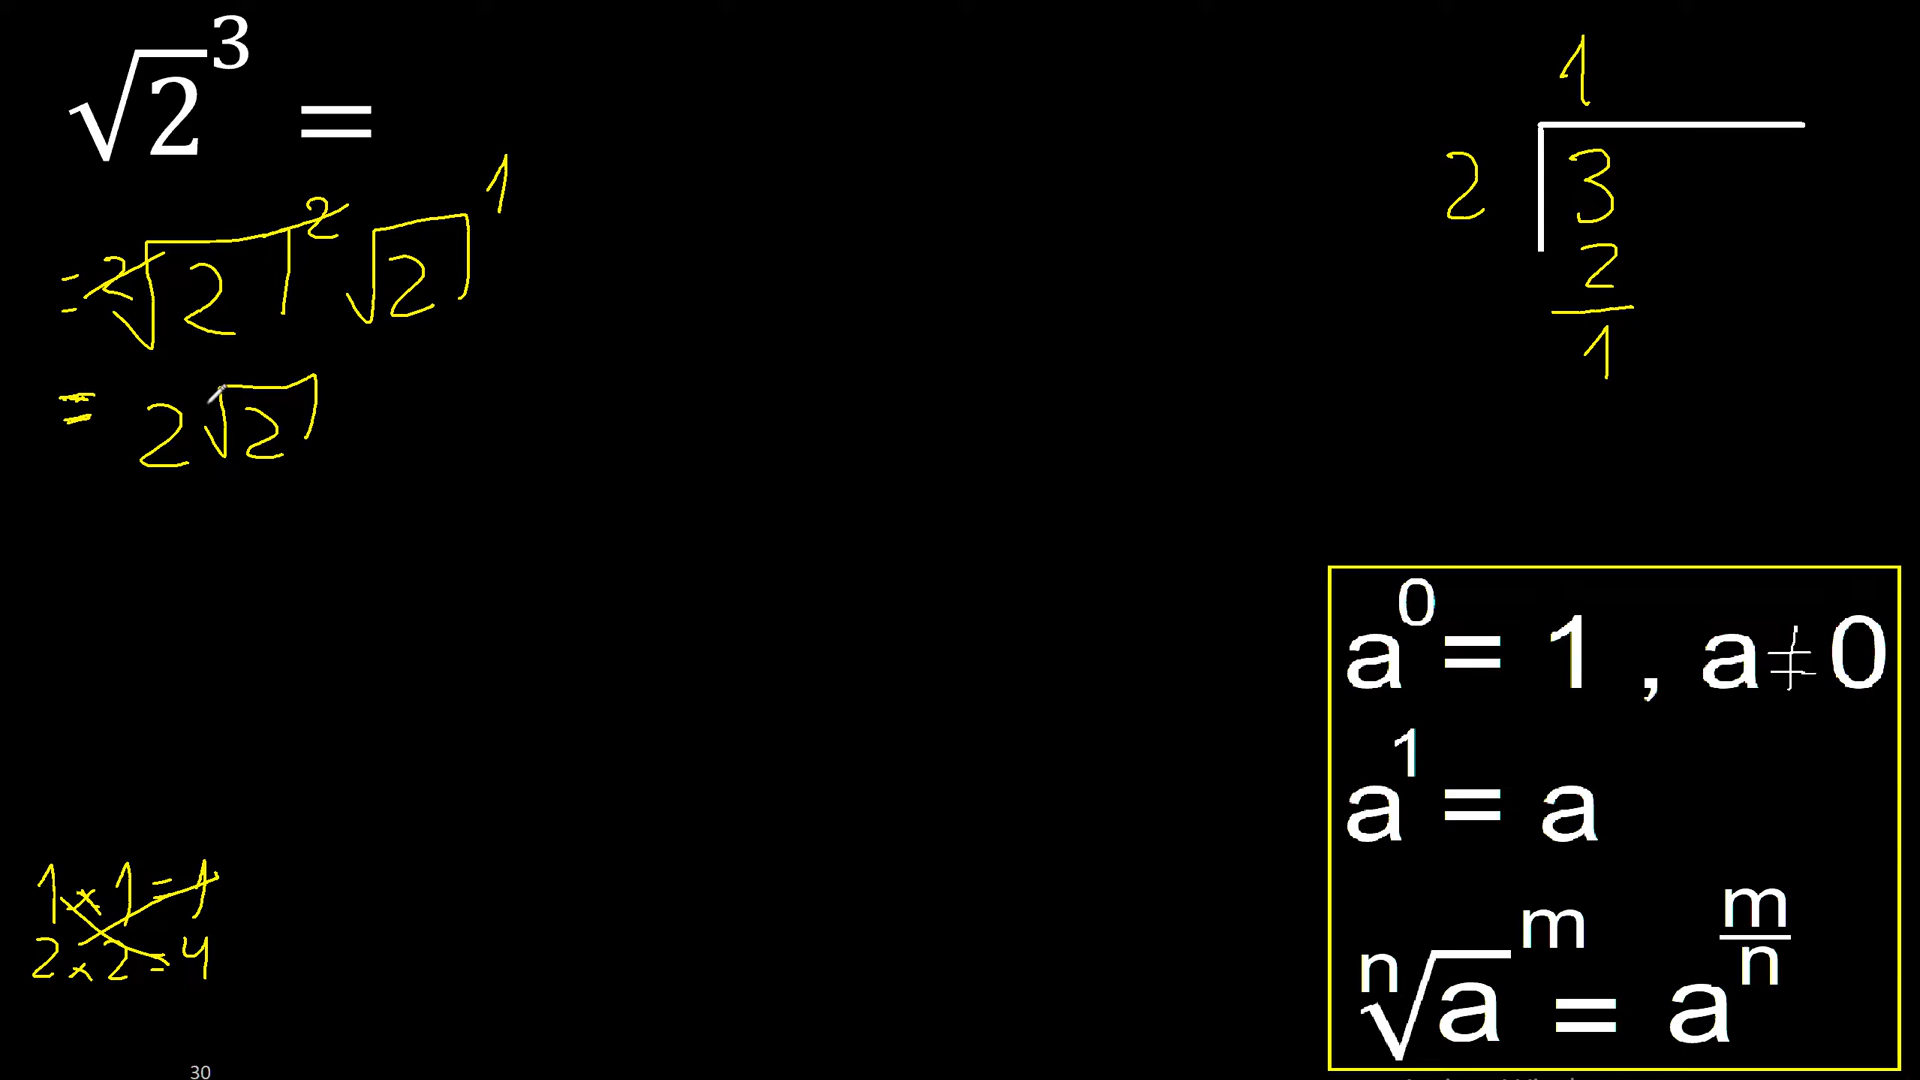 √2³ =
= ²√2² √2¹
= 2√2
1
2 3
2
1
a⁰ = 1 , a≠0
a¹ = a
ⁿ√aᵐ = a^(m/n)
1 × 1 = 1
2 × 2 = 4
30